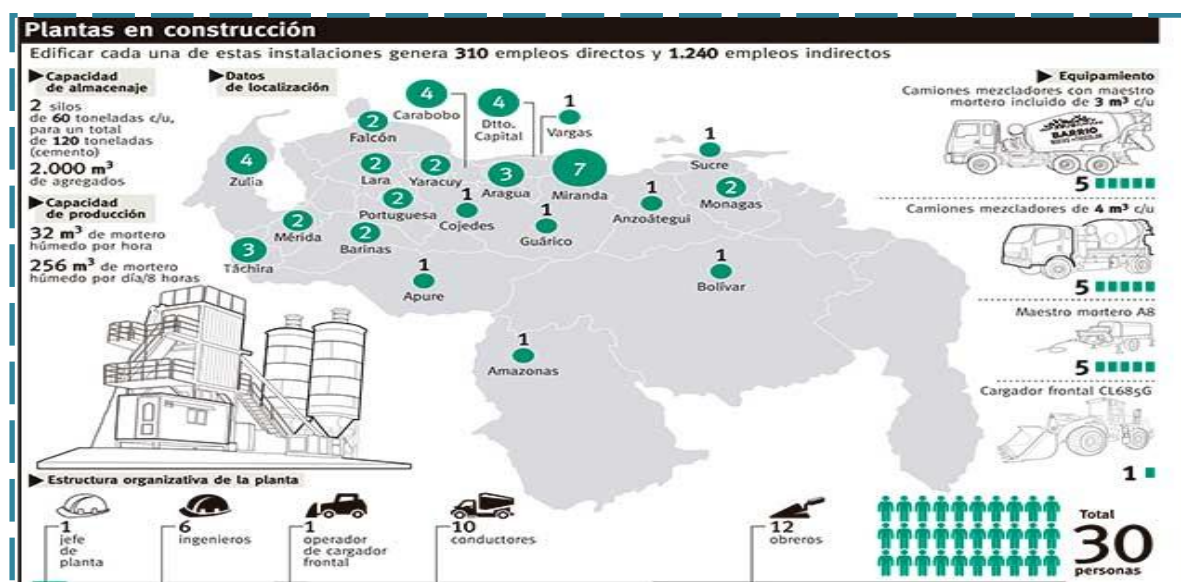 Plantas en construcción
Edificar cada una de estas instalaciones genera 310 empleos directos y 1.240 empleos indirectos
Capacidad
de almacenaje
2 silos
de 60 toneladas c/u,
para un total
de 120 toneladas
(cemento)
2.000 m³
de agregados
Capacidad
de producción
32 m³ de mortero
húmedo por hora
256 m³ de mortero
húmedo por día/8 horas
Datos
de localización
4
Carabobo
4
Dtto.
Capital
1
Vargas
2
Falcón
1
Sucre
4
Zulia
2
Lara
2
Yaracuy
3
Aragua
7
Miranda
2
Monagas
2
Portuguesa
1
Cojedes
1
Guárico
1
Anzoátegui
2
Mérida
2
Barinas
3
Táchira
1
Apure
1
Bolívar
1
Amazonas
Equipamiento
Camiones mezcladores con maestro
mortero incluido de 3 m³ c/u
BARRIO
5
Camiones mezcladores de 4 m³ c/u
5
Maestro mortero A8
5
Cargador frontal CL685G
1
Estructura organizativa de la planta
1
jefe
de
planta
6
ingenieros
1
operador
de cargador
frontal
10
conductores
12
obreros
Total
30
personas